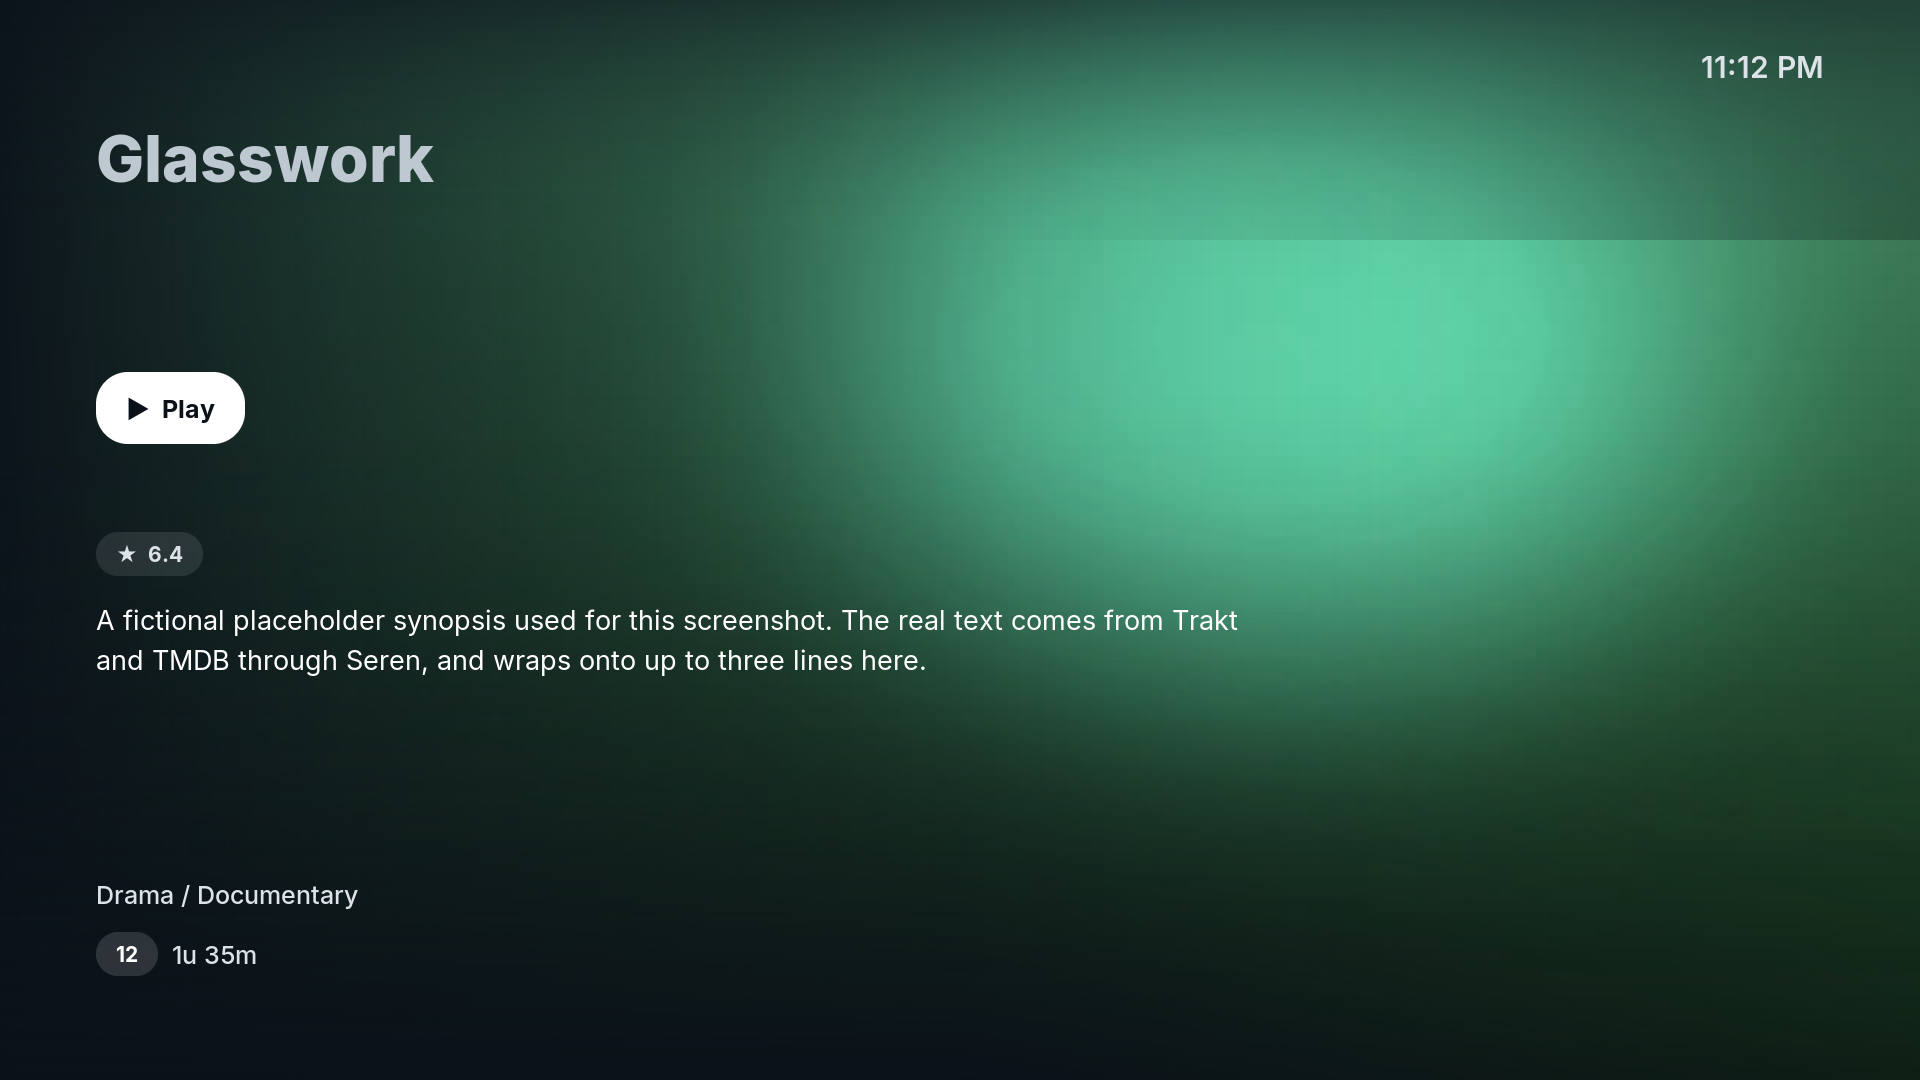 11:12 PM
Glasswork
▶ Play
★ 6.4
A fictional placeholder synopsis used for this screenshot. The real text comes from Trakt
and TMDB through Seren, and wraps onto up to three lines here.
Drama / Documentary
12 1u 35m